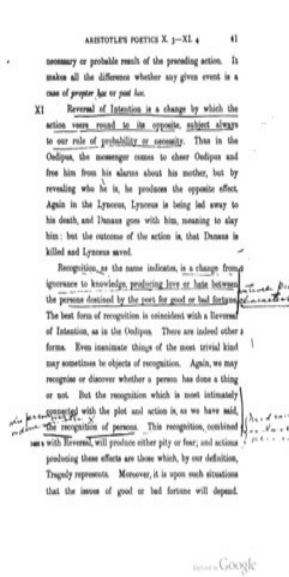 ARISTOTLE'S POETICS X. 3—XI. 4 41
necessary or probable result of the preceding action. It
makes all the difference whether any given event is a
case of propter hoc or post hoc.
XI Reversal of Intention is a change by which the
action veers round to its opposite, subject always
to our rule of probability or necessity. Thus in the
Oedipus, the messenger comes to cheer Oedipus and
free him from his alarms about his mother, but by
revealing who he is, he produces the opposite effect.
Again in the Lynceus, Lynceus is being led away to
his death, and Danaus goes with him, meaning to slay
him; but the outcome of the action is, that Danaus is
killed and Lynceus saved.
Recognition, as the name indicates, is a change from
ignorance to knowledge, producing love or hate between
the persons destined by the poet for good or bad fortune.
The best form of recognition is coincident with a Reversal
of Intention, as in the Oedipus. There are indeed other
forms. Even inanimate things of the most trivial kind
may sometimes be objects of recognition. Again, we may
recognise or discover whether a person has done a thing
or not. But the recognition which is most intimately
connected with the plot and action is, as we have said,
the recognition of persons. This recognition, combined
with Reversal, will produce either pity or fear; and actions
producing these effects are those which, by our definition,
Tragedy represents. Moreover, it is upon such situations
that the issues of good or bad fortune will depend.
Google